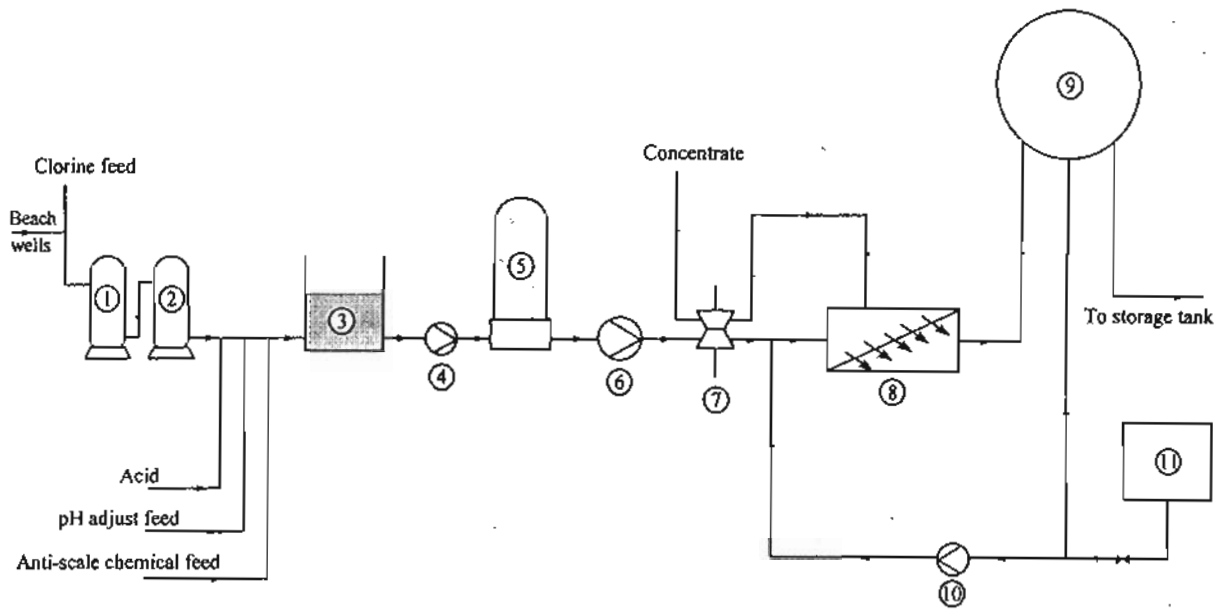 Clorine feed
Beach
wells
①
②
③
④
⑤
⑥
Concentrate
⑦
⑧
⑨
To storage tank
⑩
⑪
Acid
pH adjust feed
Anti-scale chemical feed